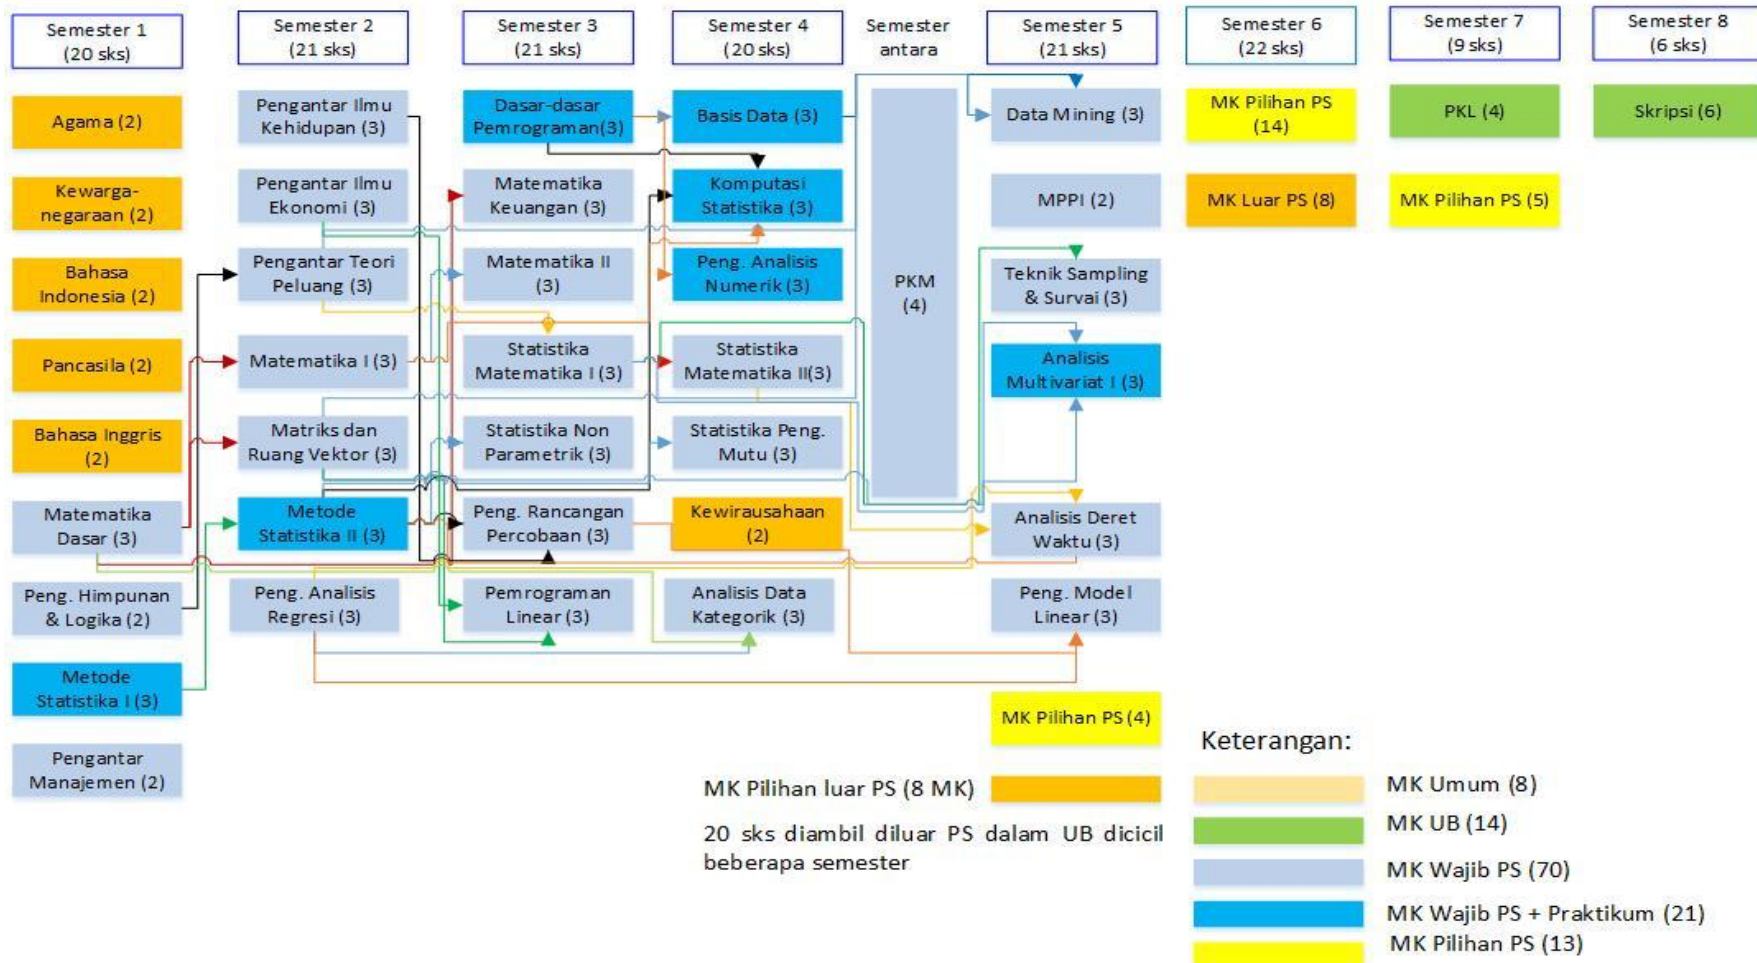 Semester 1
(20 sks)
Semester 2
(21 sks)
Semester 3
(21 sks)
Semester 4
(20 sks)
Semester
antara
Semester 5
(21 sks)
Semester 6
(22 sks)
Semester 7
(9 sks)
Semester 8
(6 sks)
Agama (2)
Kewarga-
negaraan (2)
Bahasa
Indonesia (2)
Pancasila (2)
Bahasa Inggris
(2)
Matematika
Dasar (3)
Peng. Himpunan
& Logika (2)
Metode
Statistika I (3)
Pengantar
Manajemen (2)
Pengantar Ilmu
Kehidupan (3)
Pengantar Ilmu
Ekonomi (3)
Pengantar Teori
Peluang (3)
Matematika I (3)
Matriks dan
Ruang Vektor (3)
Metode
Statistika II (3)
Peng. Analisis
Regresi (3)
Dasar-dasar
Pemrograman(3)
Matematika
Keuangan (3)
Matematika II
(3)
Statistika
Matematika I (3)
Statistika Non
Parametrik (3)
Peng. Rancangan
Percobaan (3)
Pemrograman
Linear (3)
Basis Data (3)
Komputasi
Statistika (3)
Peng. Analisis
Numerik (3)
Statistika
Matematika II(3)
Statistika Peng.
Mutu (3)
Kewirausahaan
(2)
Analisis Data
Kategorik (3)
PKM
(4)
Data Mining (3)
MPPI (2)
Teknik Sampling
& Survai (3)
Analisis
Multivariat I (3)
Analisis Deret
Waktu (3)
Peng. Model
Linear (3)
MK Pilihan PS (4)
MK Pilihan PS
(14)
MK Luar PS (8)
PKL (4)
MK Pilihan PS (5)
Skripsi (6)
MK Pilihan luar PS (8 MK)
20 sks diambil diluar PS dalam UB dicicil
beberapa semester
Keterangan:
MK Umum (8)
MK UB (14)
MK Wajib PS (70)
MK Wajib PS + Praktikum (21)
MK Pilihan PS (13)